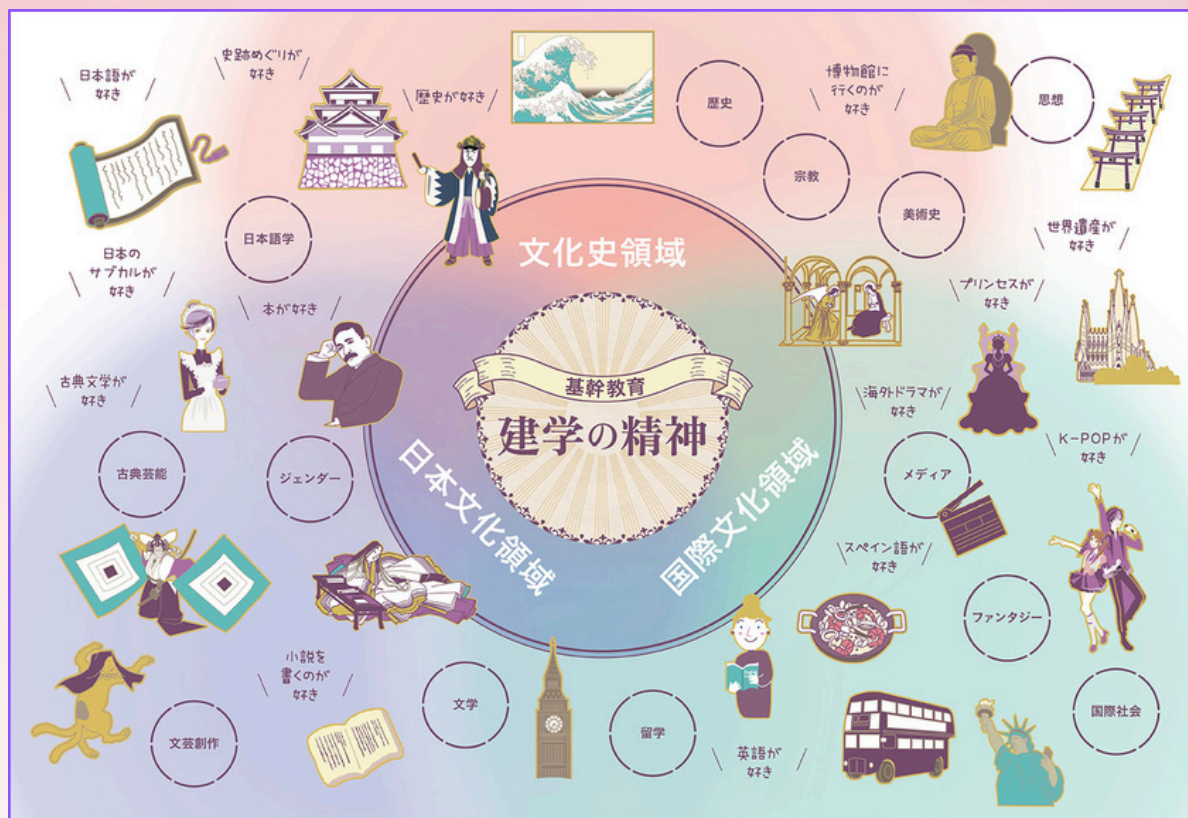 日本語が
好き
史跡めぐりが
好き
歴史が好き
歴史
博物館に
行くのが
好き
思想
宗教
美術史
日本語学
世界遺産が
好き
日本の
サブカルが
好き
本が好き
文化史領域
プリンセスが
好き
古典文学が
好き
基幹教育
建学の精神
海外ドラマが
好き
K-POPが
好き
古典芸能
ジェンダー
日本文化領域
国際文化領域
メディア
スペイン語が
好き
ファンタジー
小説を
書くのが
好き
文学
留学
国際社会
文芸創作
英語が
好き